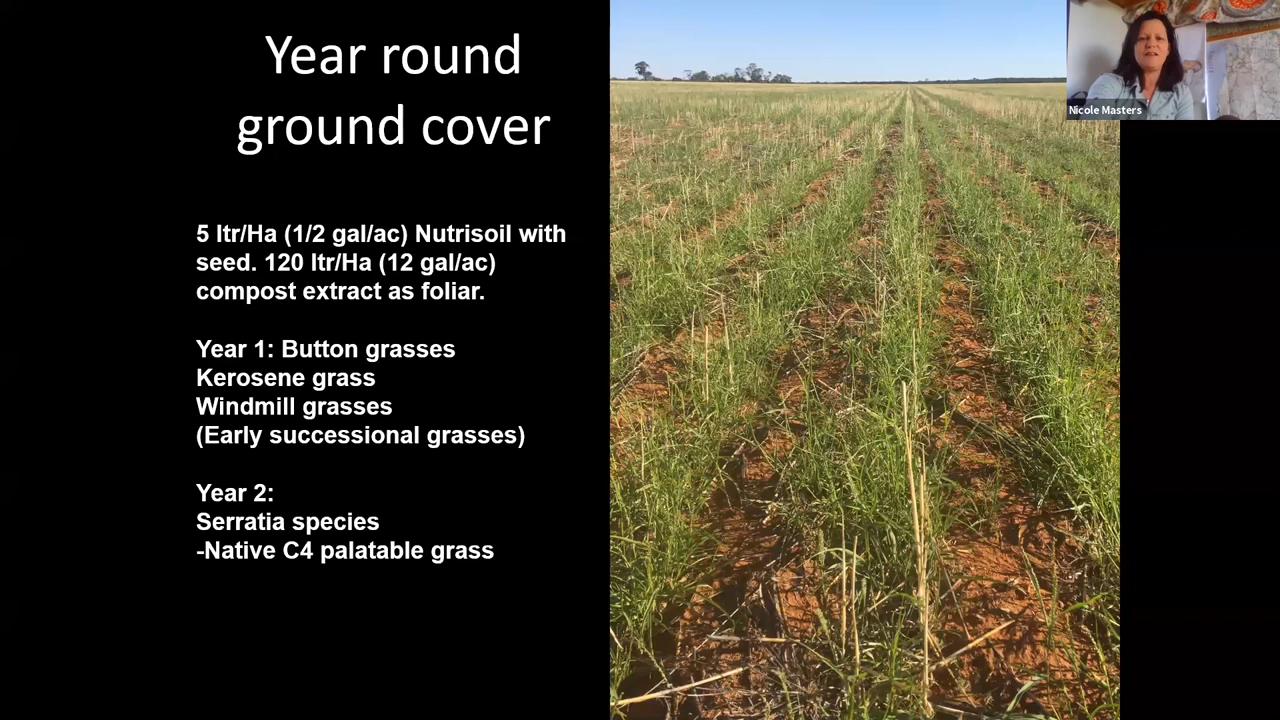 Year round
ground cover
5 ltr/Ha (1/2 gal/ac) Nutrisoil with
seed. 120 ltr/Ha (12 gal/ac)
compost extract as foliar.
Year 1: Button grasses
Kerosene grass
Windmill grasses
(Early successional grasses)
Year 2:
Serratia species
-Native C4 palatable grass
Nicole Masters